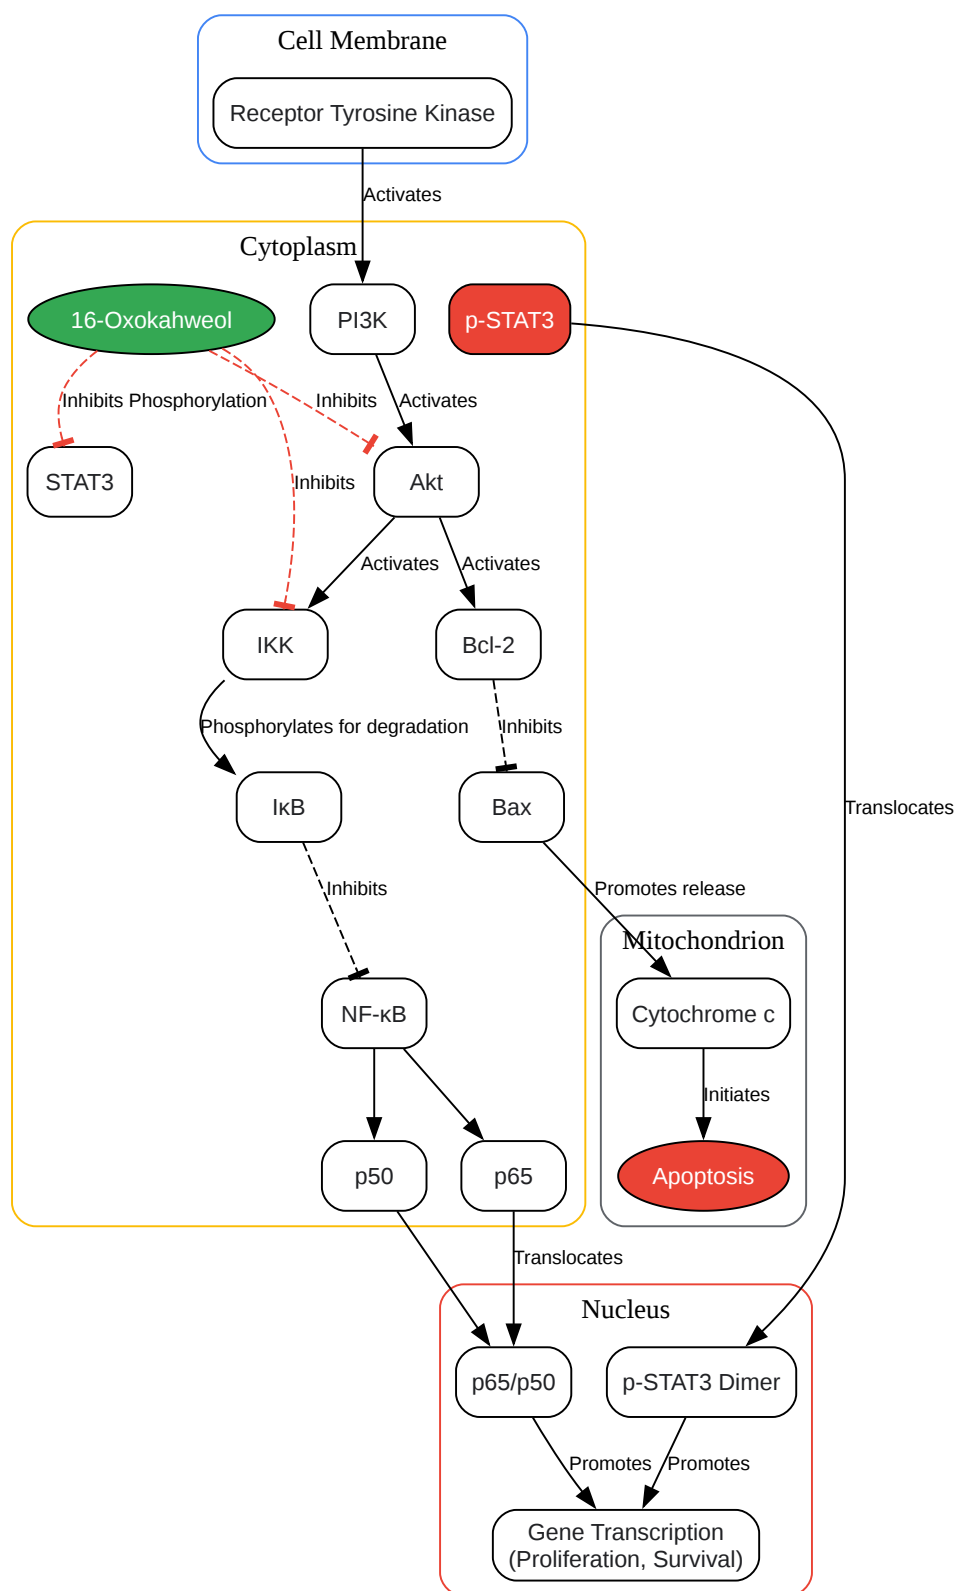 Cell Membrane
Receptor Tyrosine Kinase
Activates
Cytoplasm
16-Oxokahweol
PI3K
p-STAT3
Inhibits Phosphorylation
Inhibits
Activates
STAT3
Inhibits
Akt
Activates
Activates
IKK
Bcl-2
Phosphorylates for degradation
Inhibits
IκB
Bax
Translocates
Inhibits
Promotes release
Mitochondrion
NF-κB
Cytochrome c
Initiates
p50
p65
Apoptosis
Translocates
Nucleus
p65/p50
p-STAT3 Dimer
Promotes
Promotes
Gene Transcription
(Proliferation, Survival)